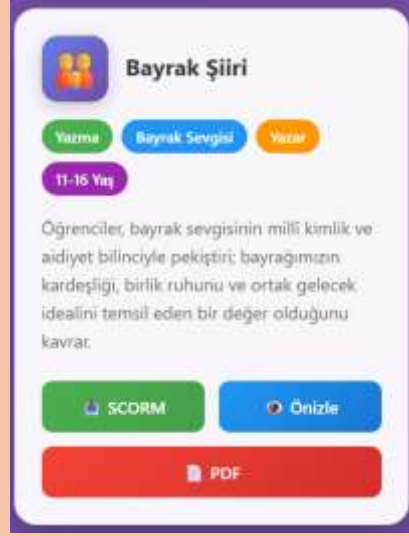 Bayrak Şiiri
Yazma
Bayrak Sevgisi
Yazar
11-16 Yaş
Öğrenciler, bayrak sevgisinin millî kimlik ve
aidiyet bilinciyle pekiştiri; bayrağımızın
kardeşliği, birlik ruhunu ve ortak gelecek
idealini temsil eden bir değer olduğunu
kavrar.
SCORM
Önizle
PDF